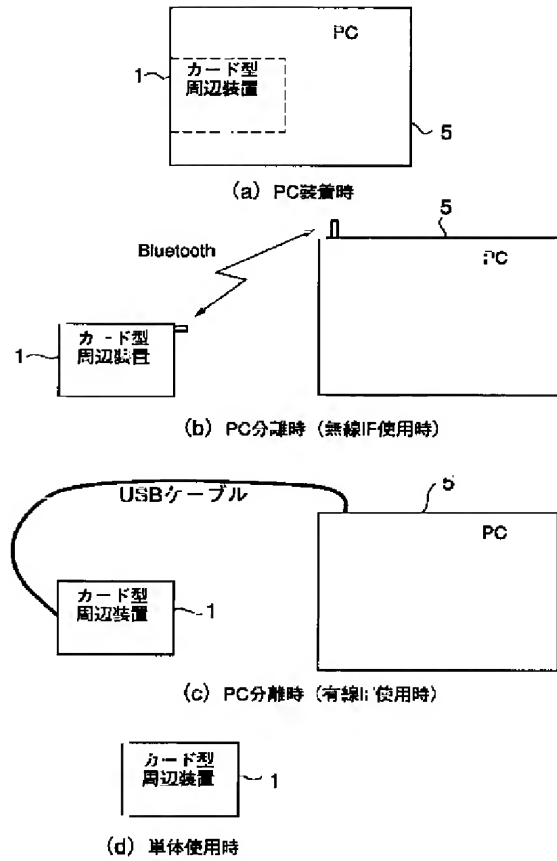 PC
1
カード型
周辺装置
5
(a) PC装着時
5
Bluetooth
PC
1
カード型
周辺装置
(b) PC分離時 (無線IF使用時)
USBケーブル
5
PC
カード型
周辺装置
1
(c) PC分離時 (有線IF使用時)
カード型
周辺装置
1
(d) 単体使用時